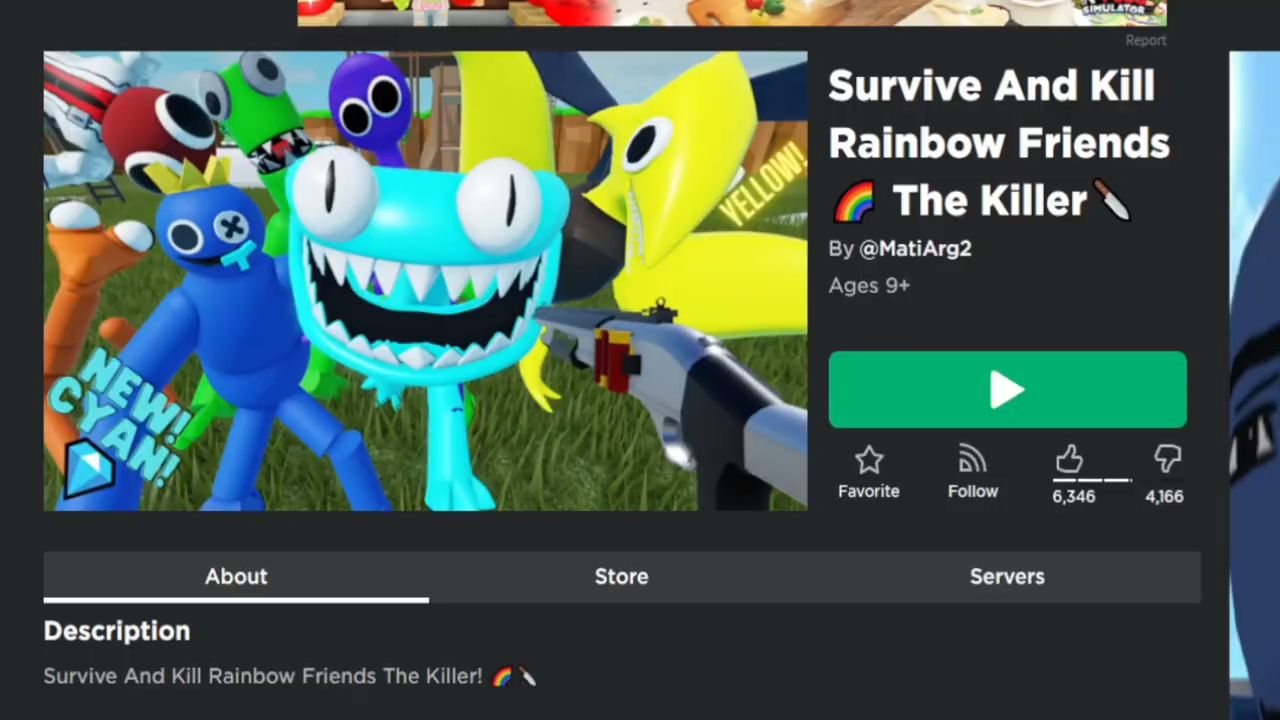 SIMULATOR
Report
Survive And Kill
Rainbow Friends
🌈 The Killer🔪
By @MatiArg2
Ages 9+
YELLOW!
NEW!
CYAN!
Favorite
Follow
6,346
4,166
About
Store
Servers
Description
Survive And Kill Rainbow Friends The Killer! 🌈🔪